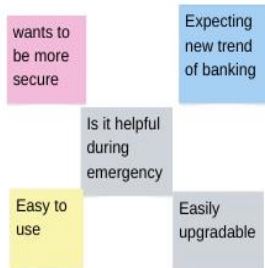 wants to
be more
secure
Expecting
new trend
of banking
Is it helpful
during
emergency
Easy to
use
Easily
upgradable